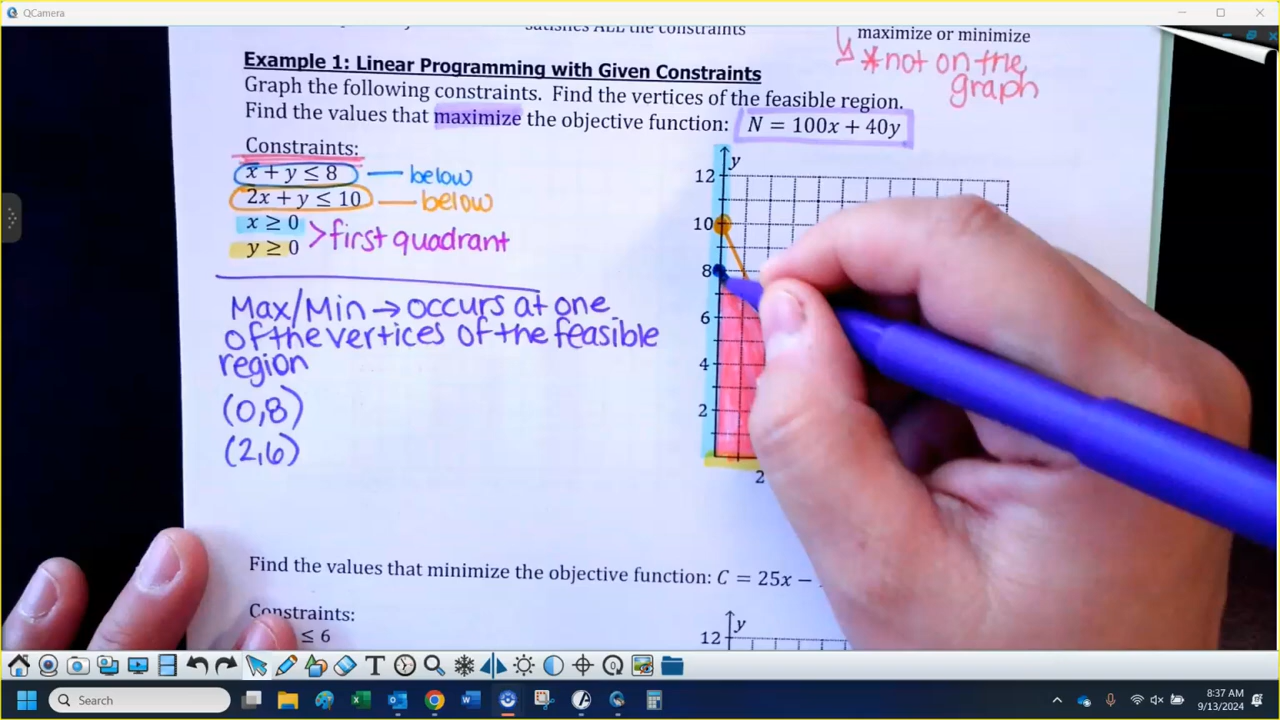 QCamera
satisfies ALL the constraints
maximize or minimize
*not on the
graph
Example 1: Linear Programming with Given Constraints
Graph the following constraints. Find the vertices of the feasible region.
Find the values that maximize the objective function: N = 100x + 40y
Constraints:
x + y ≤ 8 — below
2x + y ≤ 10 — below
x ≥ 0
y ≥ 0
>first quadrant
y
12
10
8
6
4
2
2
Max/Min → occurs at one
of the vertices of the feasible
region
(0,8)
(2,6)
Find the values that minimize the objective function: C = 25x −
Constraints:
≤ 6
y
12
Search
8:37 AM
9/13/2024